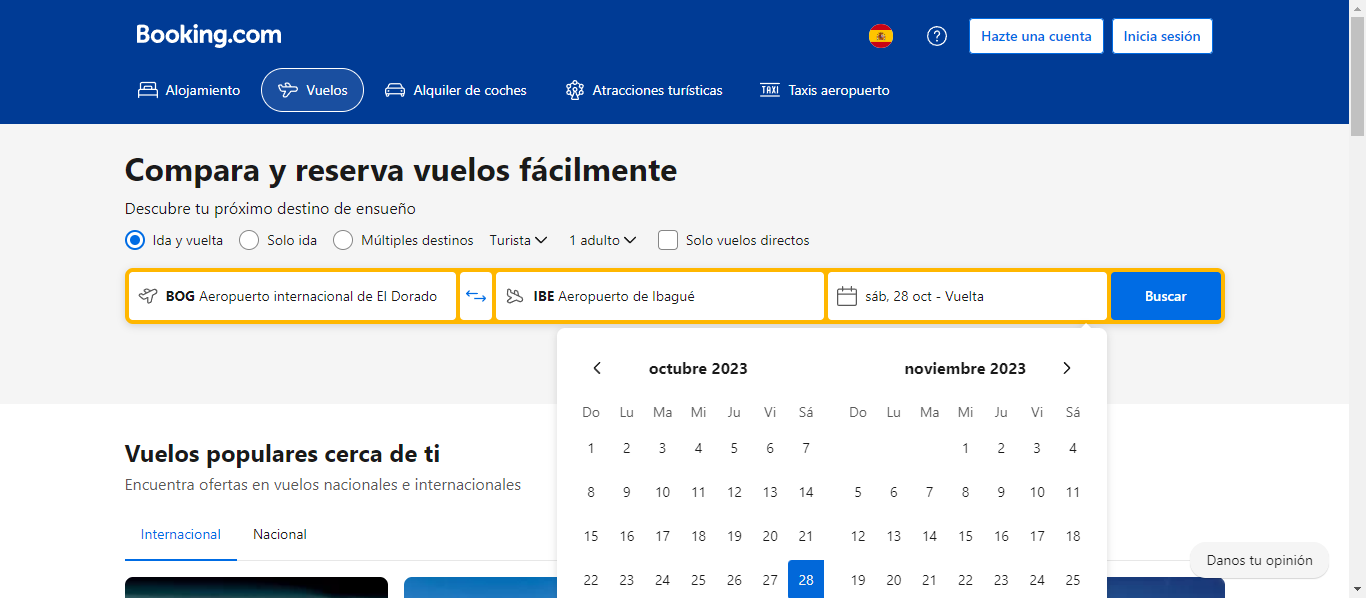 Booking.com
Hazte una cuenta
Inicia sesión
Alojamiento
Vuelos
Alquiler de coches
Atracciones turísticas
TAXI Taxis aeropuerto
Compara y reserva vuelos fácilmente
Descubre tu próximo destino de ensueño
Ida y vuelta
Solo ida
Múltiples destinos
Turista
1 adulto
Solo vuelos directos
BOG Aeropuerto internacional de El Dorado
IBE Aeropuerto de Ibagué
sáb, 28 oct - Vuelta
Buscar
octubre 2023
Do Lu Ma Mi Ju Vi Sá
1 2 3 4 5 6 7
8 9 10 11 12 13 14
15 16 17 18 19 20 21
22 23 24 25 26 27 28
noviembre 2023
Do Lu Ma Mi Ju Vi Sá
1 2 3 4
5 6 7 8 9 10 11
12 13 14 15 16 17 18
19 20 21 22 23 24 25
Vuelos populares cerca de ti
Encuentra ofertas en vuelos nacionales e internacionales
Internacional
Nacional
Danos tu opinión